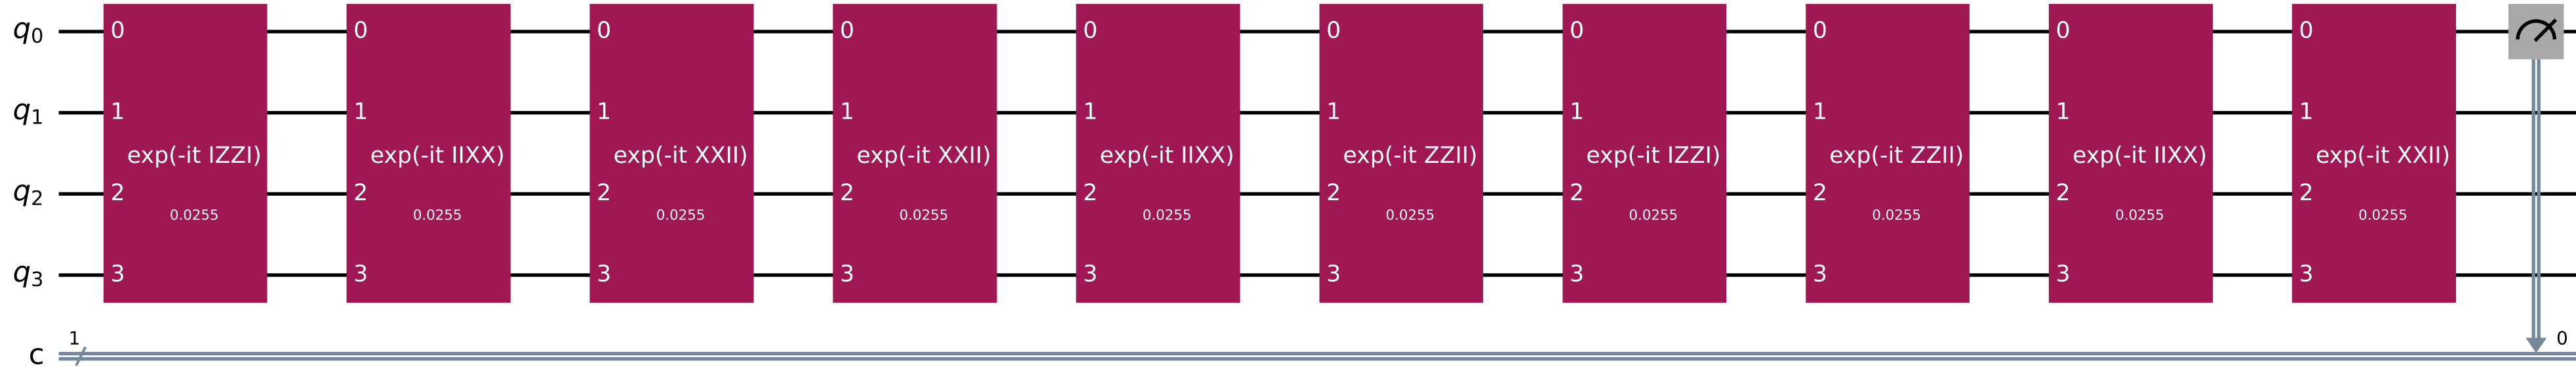 q0 0 0 0 0 0 0 0 0 0 0
q1 1 1 1 1 1 1 1 1 1 1
exp(-it IZZI) exp(-it IIXX) exp(-it XXII) exp(-it XXII) exp(-it IIXX) exp(-it ZZII) exp(-it IZZI) exp(-it ZZII) exp(-it IIXX) exp(-it XXII)
q2 2 2 2 2 2 2 2 2 2 2
0.0255 0.0255 0.0255 0.0255 0.0255 0.0255 0.0255 0.0255 0.0255 0.0255
q3 3 3 3 3 3 3 3 3 3 3
1 0
c